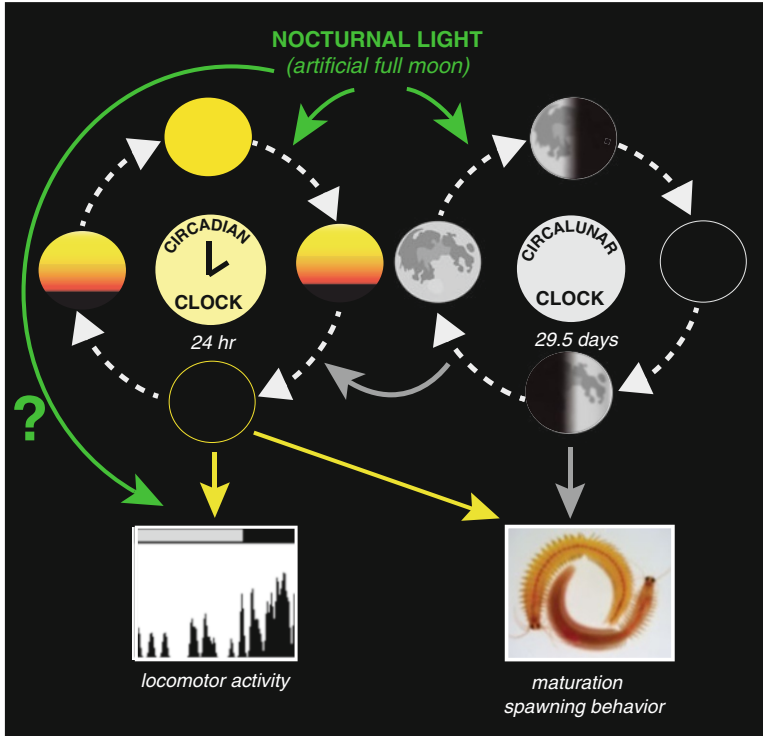 NOCTURNAL LIGHT
(artificial full moon)
CIRCADIAN
CLOCK
24 hr
CIRCALUNAR
CLOCK
29.5 days
?
locomotor activity
maturation
spawning behavior